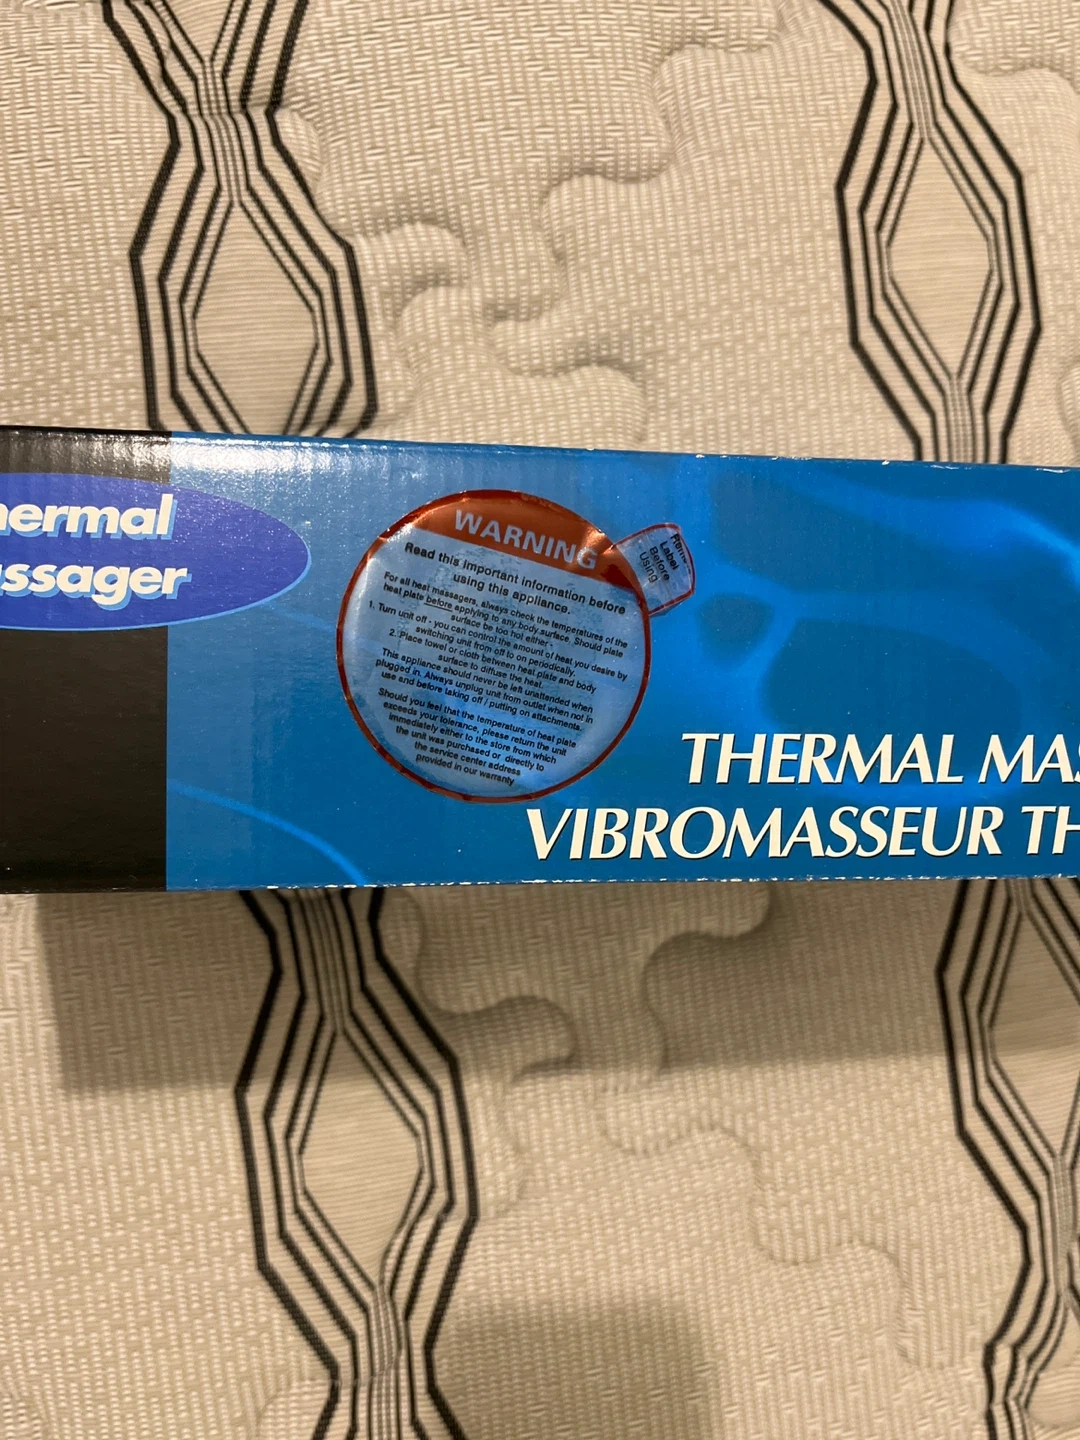 hermal
assager
WARNING
Read this important information before
using this appliance.
For all heat massagers, always check the temperatures of the
heat plate before applying to any body surface. Should plate
surface be too hot either -
1. Turn unit off - you can control the amount of heat you desire by
switching unit from off to on periodically.
2. Place towel or cloth between heat plate and body
surface to diffuse the heat.
This appliance should never be left unattended when
plugged in. Always unplug unit from outlet when not in
use and before taking off / putting on attachments.
Should you feel that the temperature of heat plate
exceeds your tolerance, please return the unit
immediately either to the store from which
the unit was purchased or directly to
the service center address
provided in our warranty
Label
Before
Using
THERMAL MAS
VIBROMASSEUR TH